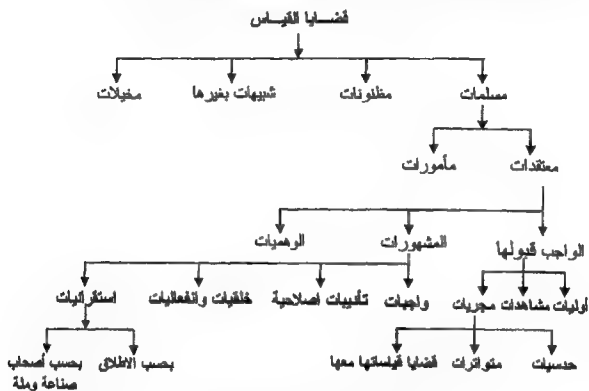 قضايا القياس
مسلمات مظنونات شبيهات بغيرها مخيلات
معتقدات مأمورات
الواجب قبولها المشهورات الوهميات
أوليات مشاهدات مجربات واجبات تأديبات اصلاحية خلقيات وانفعاليات استقرائيات
حدسيات متواترات قضايا قياساتها معها بحسب الاطلاق بحسب أصحاب
صناعة وملة